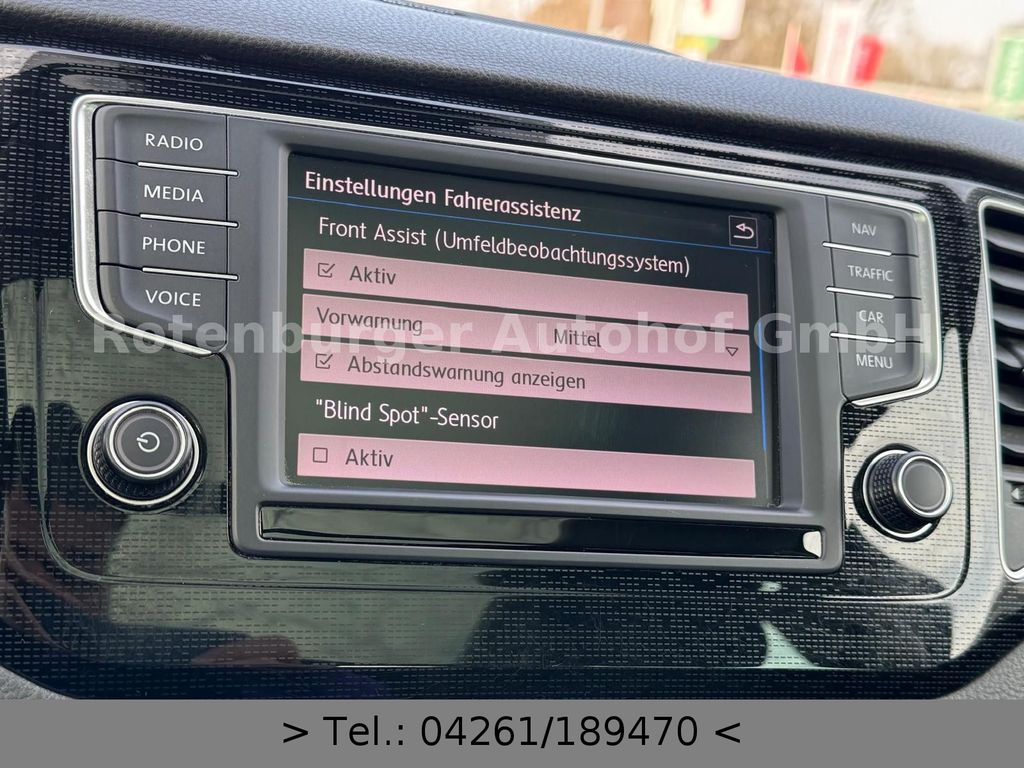 RADIO
MEDIA
PHONE
VOICE
Einstellungen Fahrerassistenz
Front Assist (Umfeldbeobachtungssystem)
Aktiv
Vorwarnung Mittel
Abstandswarnung anzeigen
"Blind Spot"-Sensor
Aktiv
NAV
TRAFFIC
CAR
MENU
Rotenburger Autohof GmbH
> Tel.: 04261/189470 <